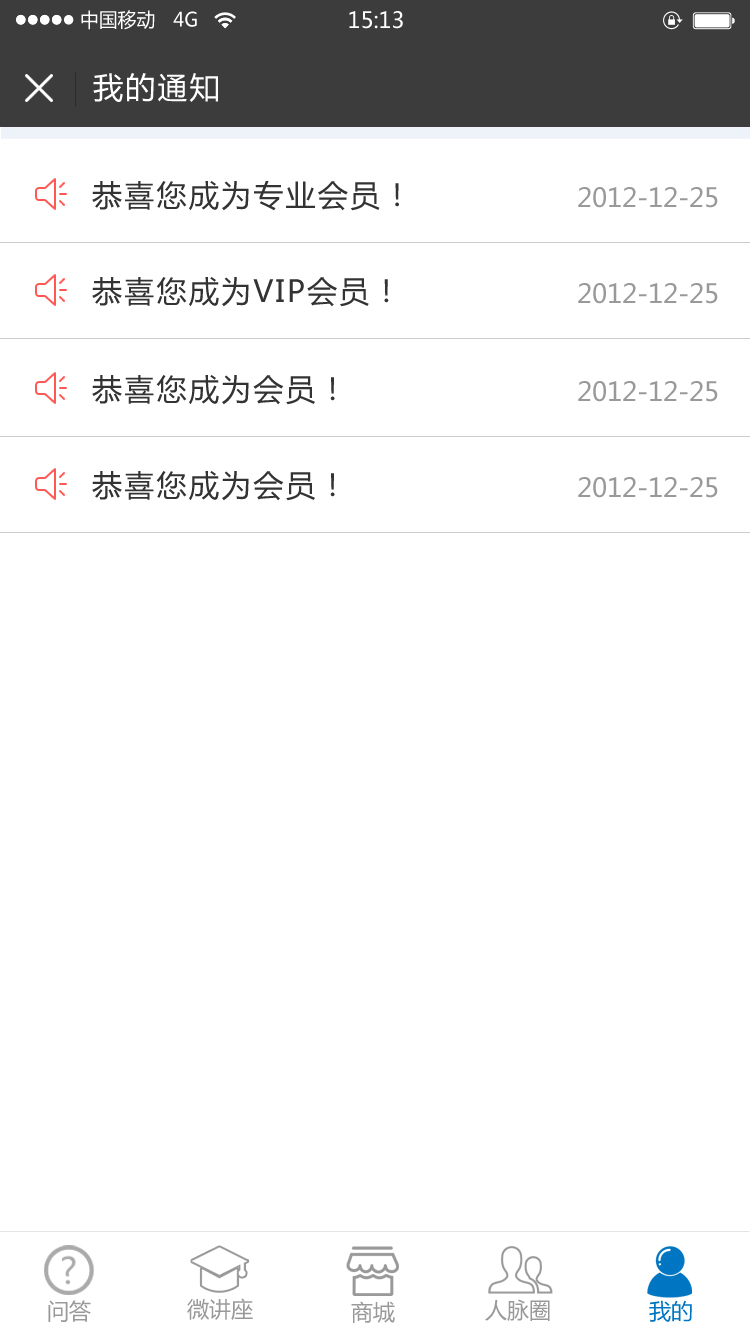 中国移动 4G 15:13
我的通知
恭喜您成为专业会员！ 2012-12-25
恭喜您成为VIP会员！ 2012-12-25
恭喜您成为会员！ 2012-12-25
恭喜您成为会员！ 2012-12-25
问答 微讲座 商城 人脉圈 我的